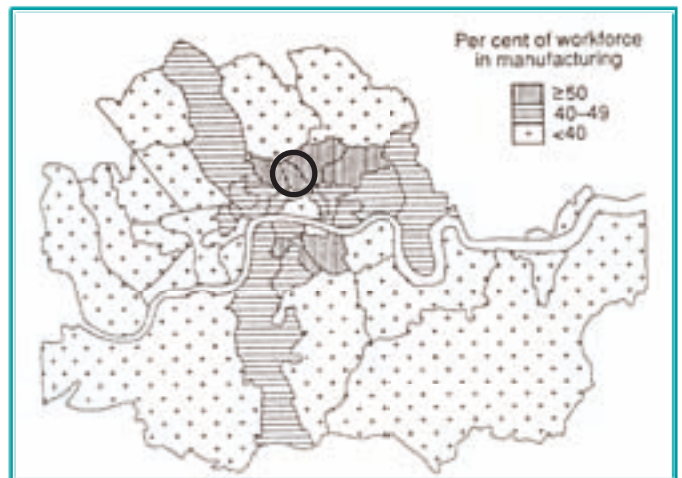 Per cent of workforce
in manufacturing
≥50
40–49
<40